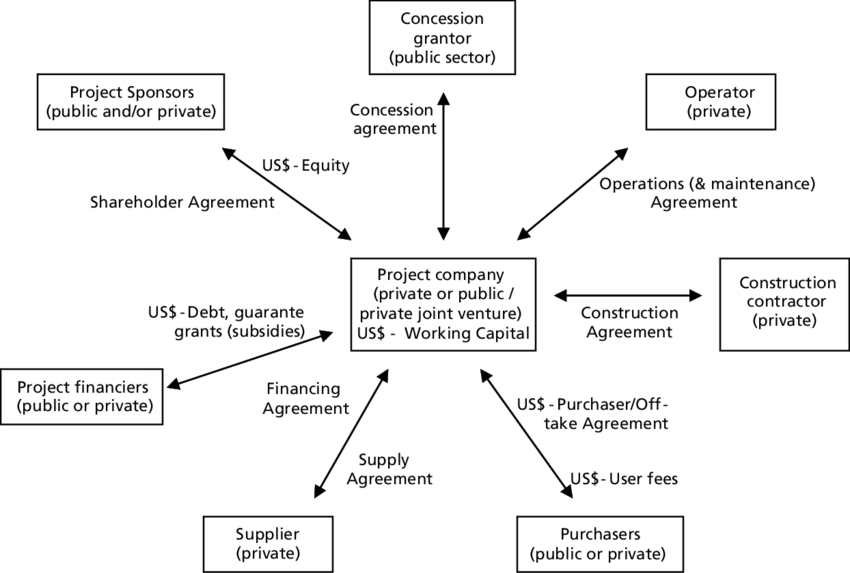 Concession
grantor
(public sector)
Project Sponsors
(public and/or private)
Operator
(private)
Concession
agreement
US$ - Equity
Shareholder Agreement
Operations (& maintenance)
Agreement
Project company
(private or public /
private joint venture)
US$ - Working Capital
Construction
contractor
(private)
Construction
Agreement
US$ - Debt, guarante
grants (subsidies)
Project financiers
(public or private)
Financing
Agreement
US$ - Purchaser/Off -
take Agreement
Supply
Agreement
US$ - User fees
Supplier
(private)
Purchasers
(public or private)